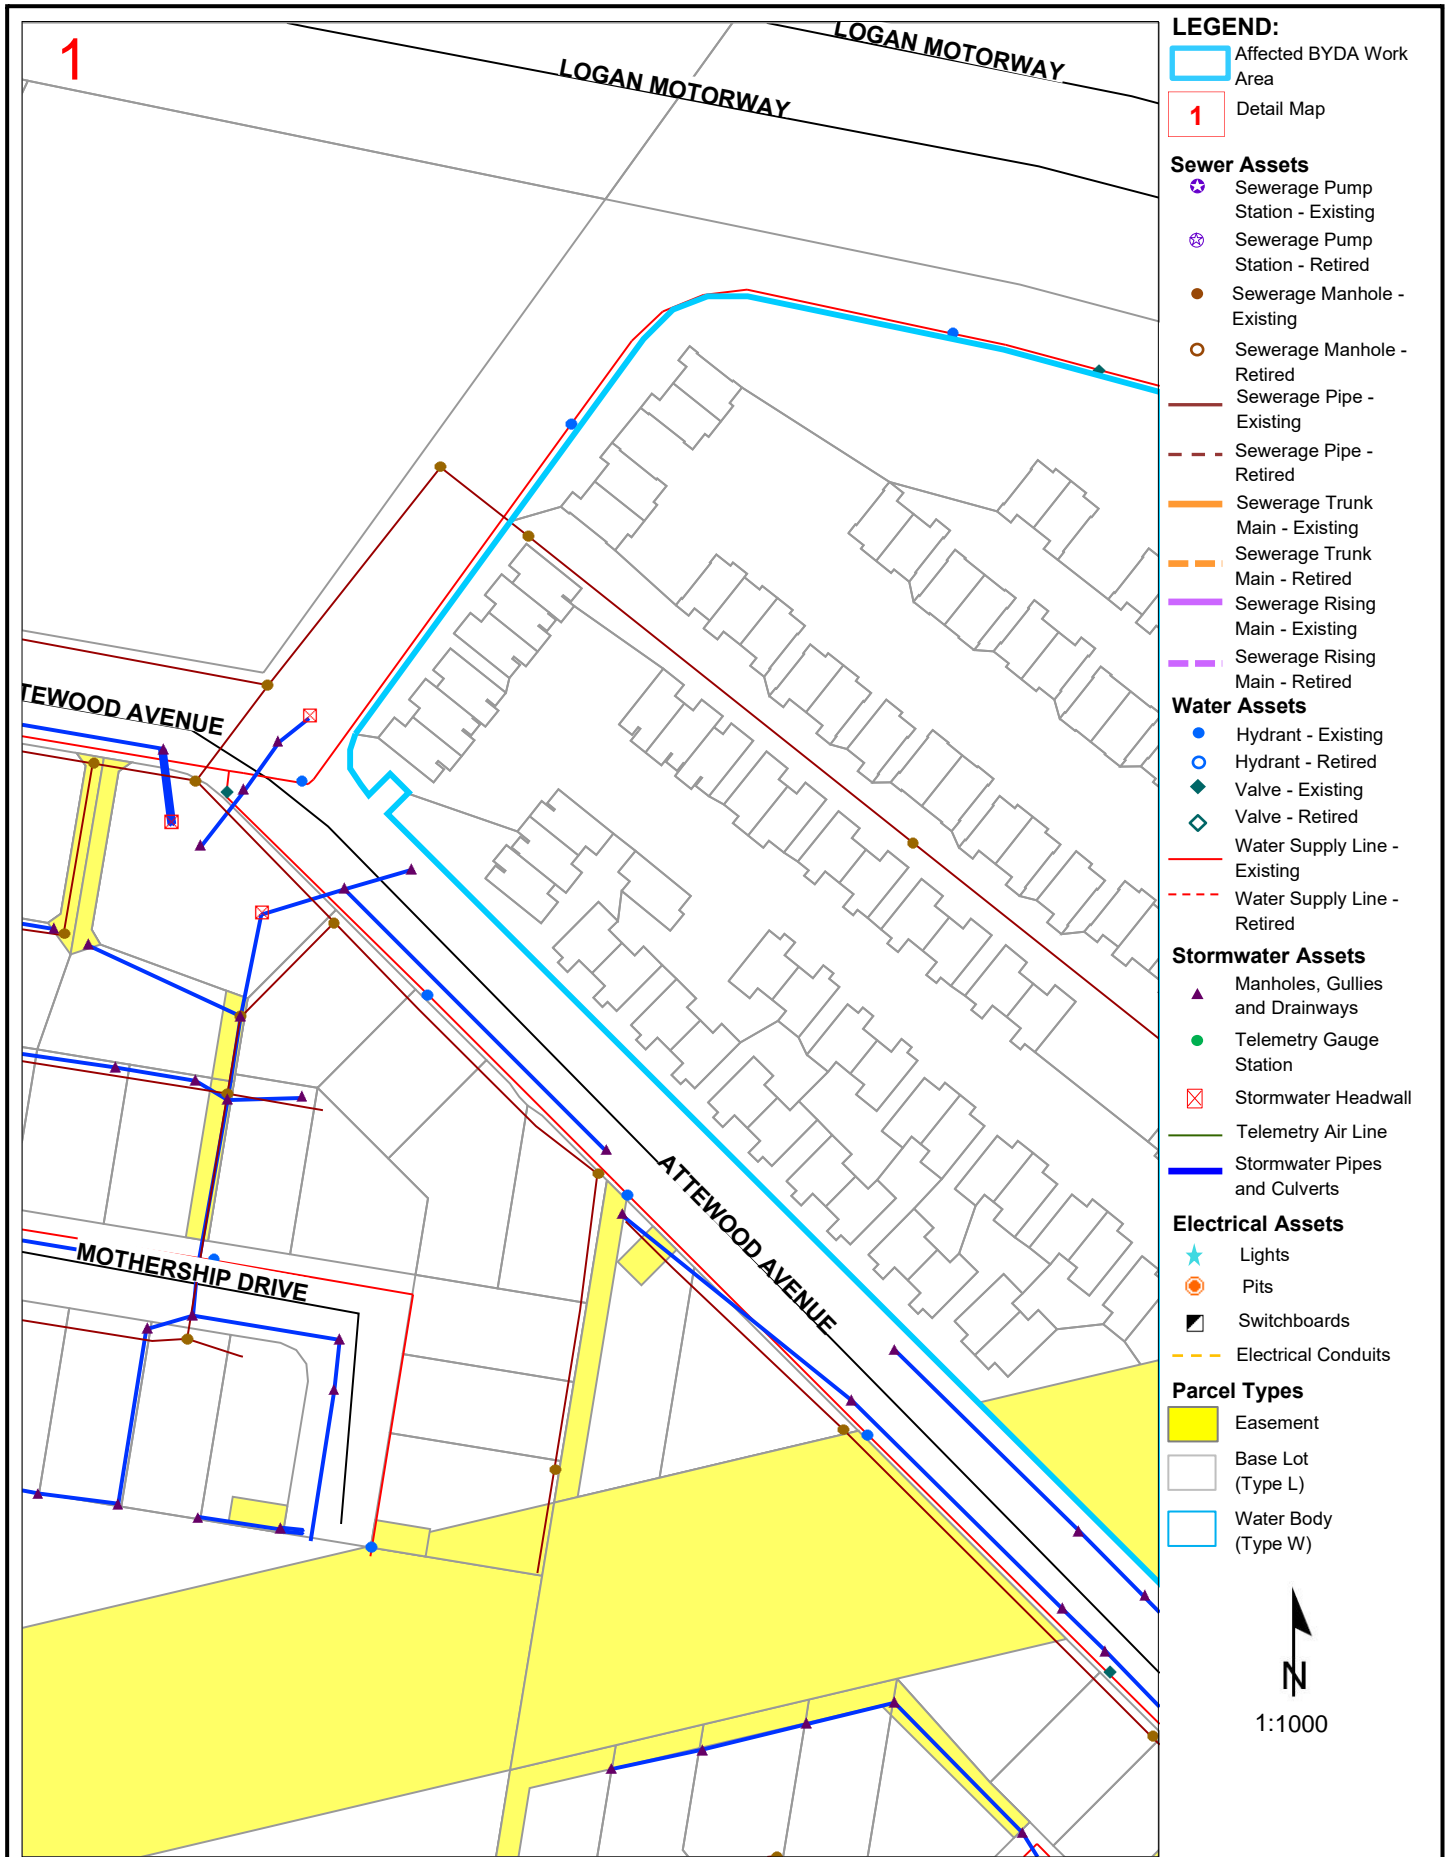 1
LOGAN MOTORWAY
LOGAN MOTORWAY
TEWOOD AVENUE
ATTEWOOD AVENUE
MOTHERSHIP DRIVE
LEGEND:
Affected BYDA Work
Area
1
Detail Map
Sewer Assets
Sewerage Pump
Station - Existing
Sewerage Pump
Station - Retired
Sewerage Manhole -
Existing
Sewerage Manhole -
Retired
Sewerage Pipe -
Existing
Sewerage Pipe -
Retired
Sewerage Trunk
Main - Existing
Sewerage Trunk
Main - Retired
Sewerage Rising
Main - Existing
Sewerage Rising
Main - Retired
Water Assets
Hydrant - Existing
Hydrant - Retired
Valve - Existing
Valve - Retired
Water Supply Line -
Existing
Water Supply Line -
Retired
Stormwater Assets
Manholes, Gullies
and Drainways
Telemetry Gauge
Station
Stormwater Headwall
Telemetry Air Line
Stormwater Pipes
and Culverts
Electrical Assets
Lights
Pits
Switchboards
Electrical Conduits
Parcel Types
Easement
Base Lot
(Type L)
Water Body
(Type W)
N
1:1000